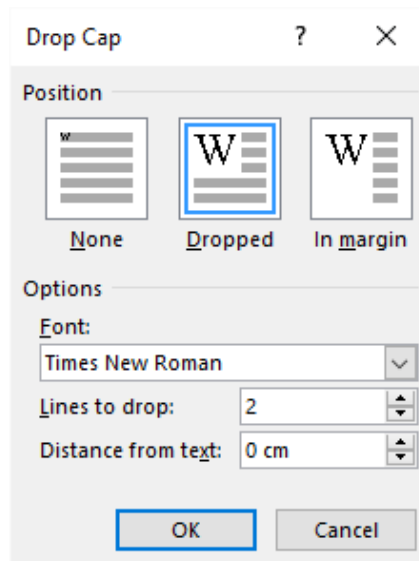 Drop Cap ?
Position
W W W
None Dropped In margin
Options
Font:
Times New Roman
Lines to drop: 2
Distance from text: 0 cm
OK Cancel